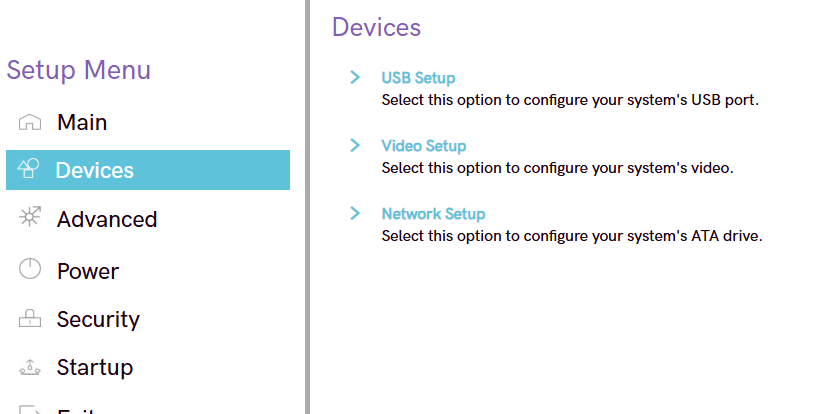 Setup Menu
Main
Devices
Advanced
Power
Security
Startup
Exit
Devices
USB Setup
Select this option to configure your system's USB port.
Video Setup
Select this option to configure your system's video.
Network Setup
Select this option to configure your system's ATA drive.